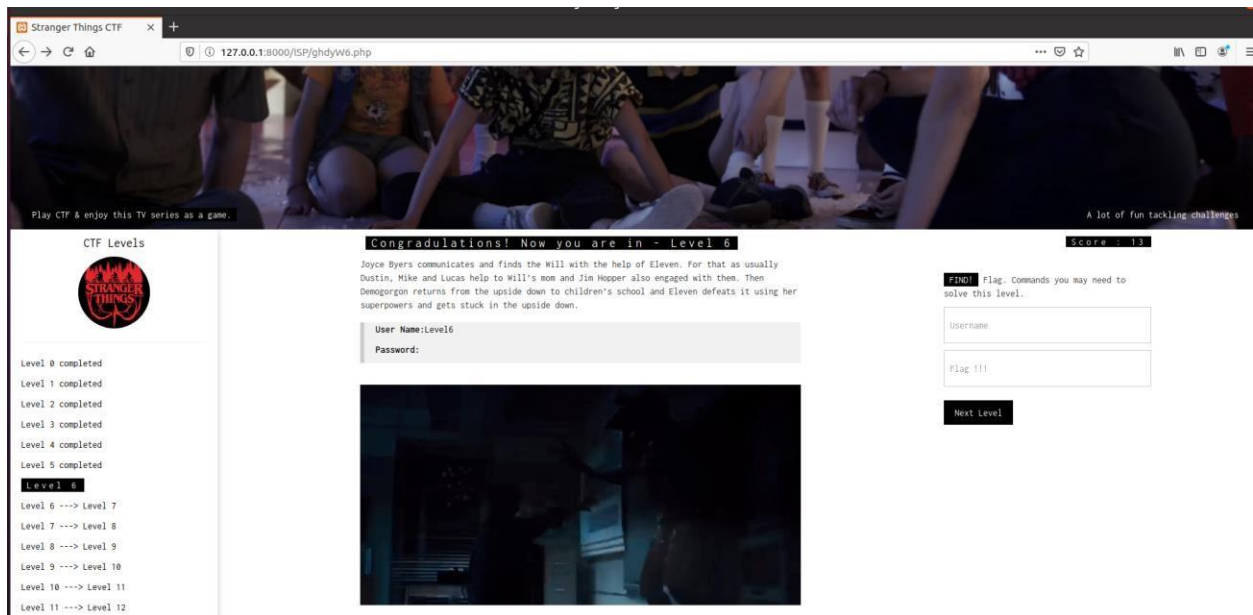 Stranger Things CTF
127.0.0.1:8000/ISP/ghdyW6.php
Play CTF & enjoy this TV series as a game.
A lot of fun tackling challenges
CTF Levels
STRANGER
THINGS
Level 0 completed
Level 1 completed
Level 2 completed
Level 3 completed
Level 4 completed
Level 5 completed
Level 6
Level 6 ---> Level 7
Level 7 ---> Level 8
Level 8 ---> Level 9
Level 9 ---> Level 10
Level 10 ---> Level 11
Level 11 ---> Level 12
Congradulations! Now you are in - Level 6
Joyce Byers communicates and finds the Will with the help of Eleven. For that as usually
Dustin, Mike and Lucas help to Will's mom and Jim Hopper also engaged with them. Then
Demogorgon returns from the upside down to children's school and Eleven defeats it using her
superpowers and gets stuck in the upside down.
User Name:Level6
Password:
Score : 13
FIND! Flag. Commands you may need to
solve this level.
Username
Flag !!!
Next Level